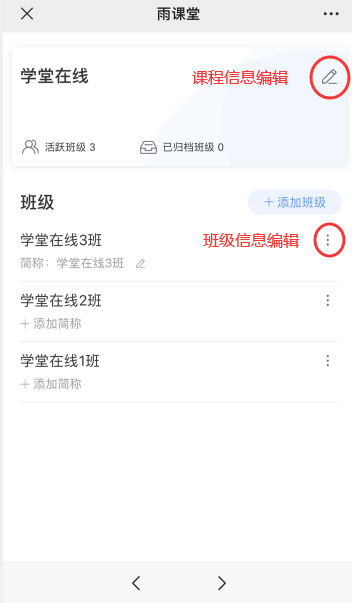 雨课堂
学堂在线 课程信息编辑
活跃班级 3 已归档班级 0
班级 + 添加班级
学堂在线3班 班级信息编辑
简称：学堂在线3班
学堂在线2班
+ 添加简称
学堂在线1班
+ 添加简称